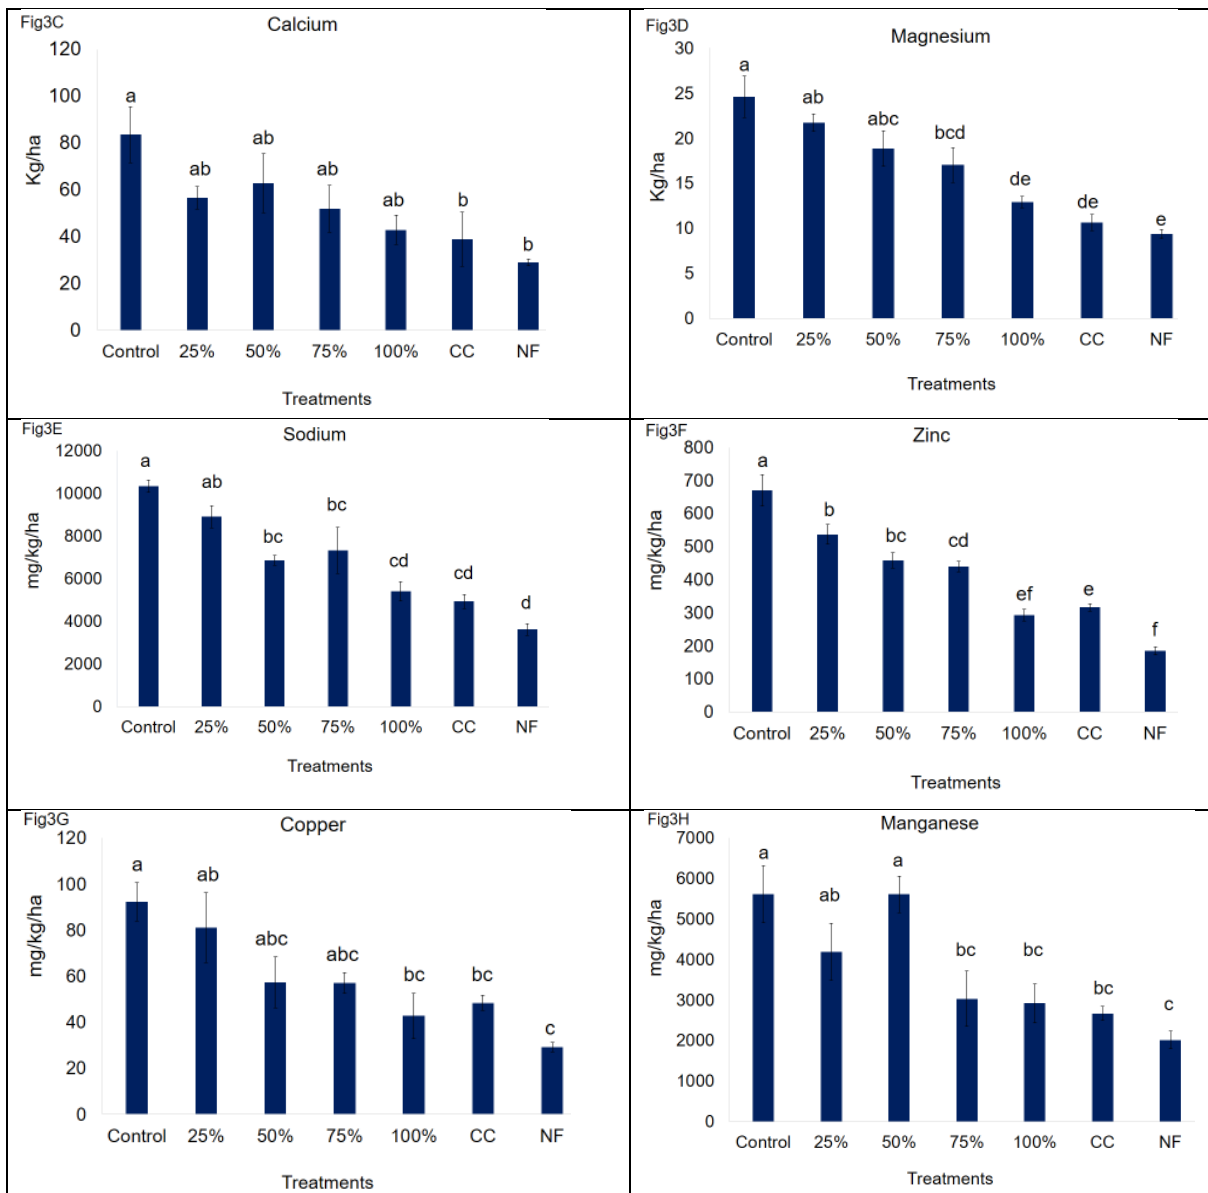 Fig3C
Calcium
120
100
80
60
40
20
0
Kg/ha
a
ab
ab
ab
ab
b
b
Control 25% 50% 75% 100% CC NF
Treatments
Fig3D
Magnesium
30
25
20
15
10
5
0
Kg/ha
a
ab
abc
bcd
de
de
e
Control 25% 50% 75% 100% CC NF
Treatments
Fig3E
Sodium
12000
10000
8000
6000
4000
2000
0
mg/kg/ha
a
ab
bc
bc
cd
cd
d
Control 25% 50% 75% 100% CC NF
Treatments
Fig3F
Zinc
800
700
600
500
400
300
200
100
0
mg/kg/ha
a
b
bc
cd
ef
e
f
Control 25% 50% 75% 100% CC NF
Treatments
Fig3G
Copper
120
100
80
60
40
20
0
mg/kg/ha
a
ab
abc
abc
bc
bc
c
Control 25% 50% 75% 100% CC NF
Treatments
Fig3H
Manganese
7000
6000
5000
4000
3000
2000
1000
0
mg/kg/ha
a
ab
a
bc
bc
bc
c
Control 25% 50% 75% 100% CC NF
Treatments